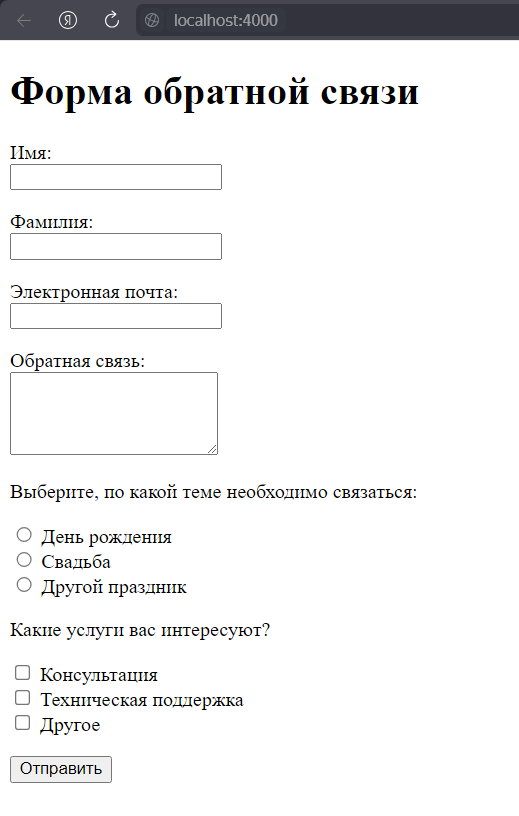 localhost:4000
Форма обратной связи
Имя:
Фамилия:
Электронная почта:
Обратная связь:
Выберите, по какой теме необходимо связаться:
День рождения
Свадьба
Другой праздник
Какие услуги вас интересуют?
Консультация
Техническая поддержка
Другое
Отправить